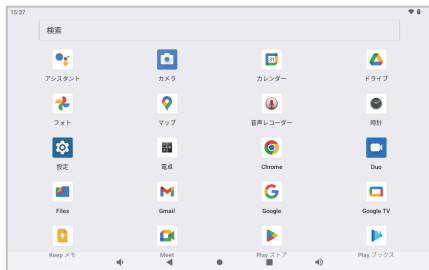 15:37
検索
アシスタント カメラ カレンダー ドライブ
31
フォト マップ 音声レコーダー 時計
設定 電卓 Chrome Duo
Files Gmail Google Google TV
Keep メモ Meet Play ストア Play ブックス